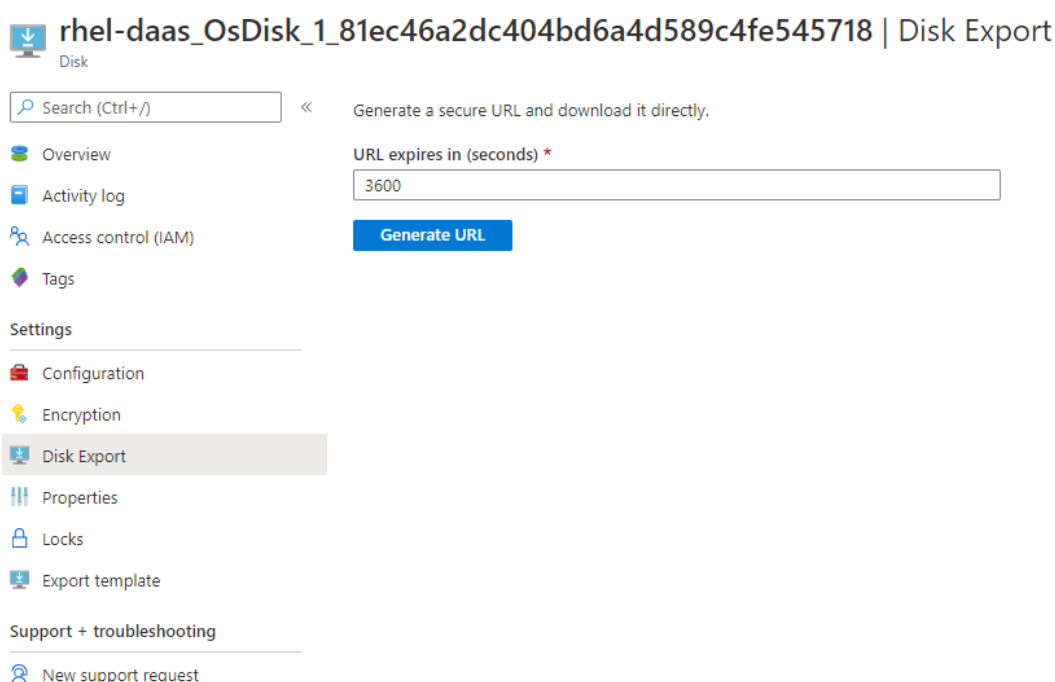 rhel-daas_OsDisk_1_81ec46a2dc404bd6a4d589c4fe545718 | Disk Export
Disk
Search (Ctrl+/)
«
Overview
Activity log
Access control (IAM)
Tags
Settings
Configuration
Encryption
Disk Export
Properties
Locks
Export template
Support + troubleshooting
New support request
Generate a secure URL and download it directly.
URL expires in (seconds) *
3600
Generate URL